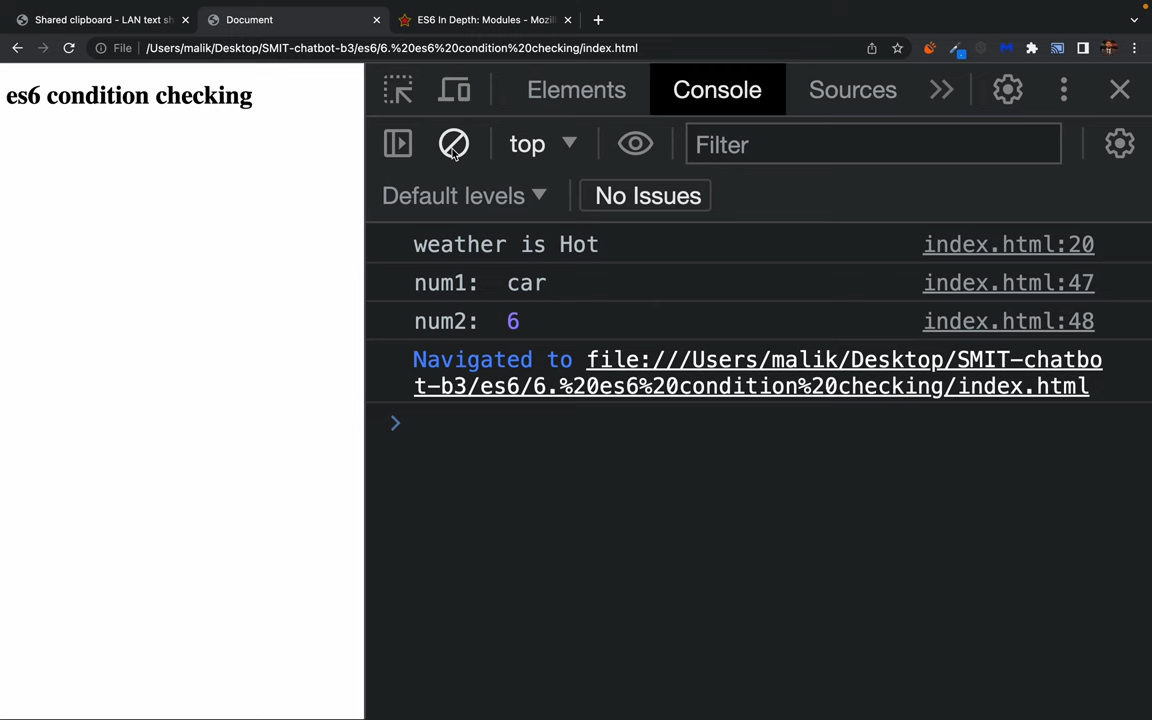 Shared clipboard - LAN text sh
Document
ES6 In Depth: Modules - Mozil
File
/Users/malik/Desktop/SMIT-chatbot-b3/es6/6.%20es6%20condition%20checking/index.html
es6 condition checking
Elements
Console
Sources
top
Filter
Default levels
No Issues
weather is Hot index.html:20
num1: car index.html:47
num2: 6 index.html:48
Navigated to file:///Users/malik/Desktop/SMIT-chatbo
t-b3/es6/6.%20es6%20condition%20checking/index.html